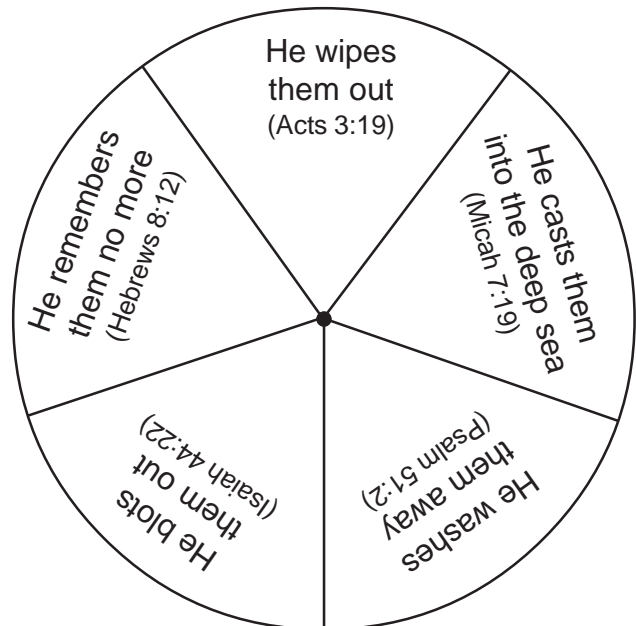 He wipes
them out
(Acts 3:19)
He casts them
into the deep sea
(Micah 7:19)
He washes
them away
(Psalm 51:2)
He blots
them out
(Isaiah 44:22)
He remembers
them no more
(Hebrews 8:12)